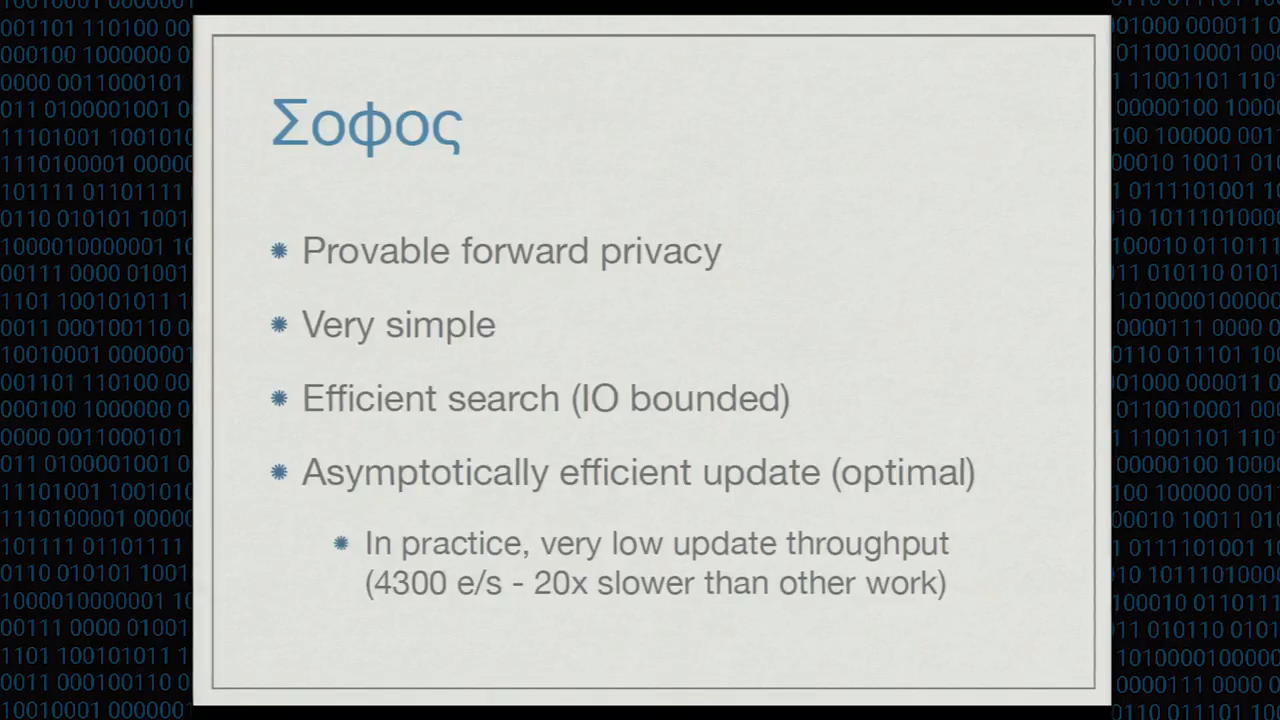 Σοφος
Provable forward privacy
Very simple
Efficient search (IO bounded)
Asymptotically efficient update (optimal)
In practice, very low update throughput
(4300 e/s - 20x slower than other work)